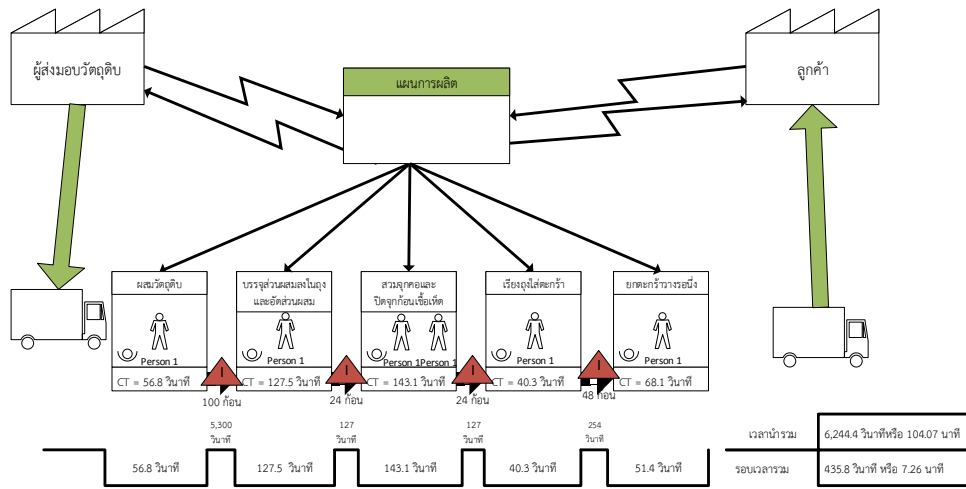 ผู้ส่งมอบวัตถุดิบ
แผนการผลิต
ลูกค้า
ผสมวัตถุดิบ
Person 1
CT = 56.8 วินาที
บรรจุส่วนผสมลงในถุง
และอัดส่วนผสม
Person 1
CT = 127.5 วินาที
สวมจุกคอและ
ปิดจุกก้อนเชื้อเห็ด
Person 1
Person 1
CT = 143.1 วินาที
เรียงถุงใส่ตะกร้า
Person 1
CT = 40.3 วินาที
ยกตะกร้าวางรอนึ่ง
Person 1
CT = 68.1 วินาที
I
I
I
I
100 ก้อน
24 ก้อน
24 ก้อน
48 ก้อน
5,300
วินาที
127
วินาที
127
วินาที
254
วินาที
56.8 วินาที
127.5 วินาที
143.1 วินาที
40.3 วินาที
51.4 วินาที
เวลานำรวม
6,244.4 วินาทีหรือ 104.07 นาที
รอบเวลารวม
435.8 วินาที หรือ 7.26 นาที